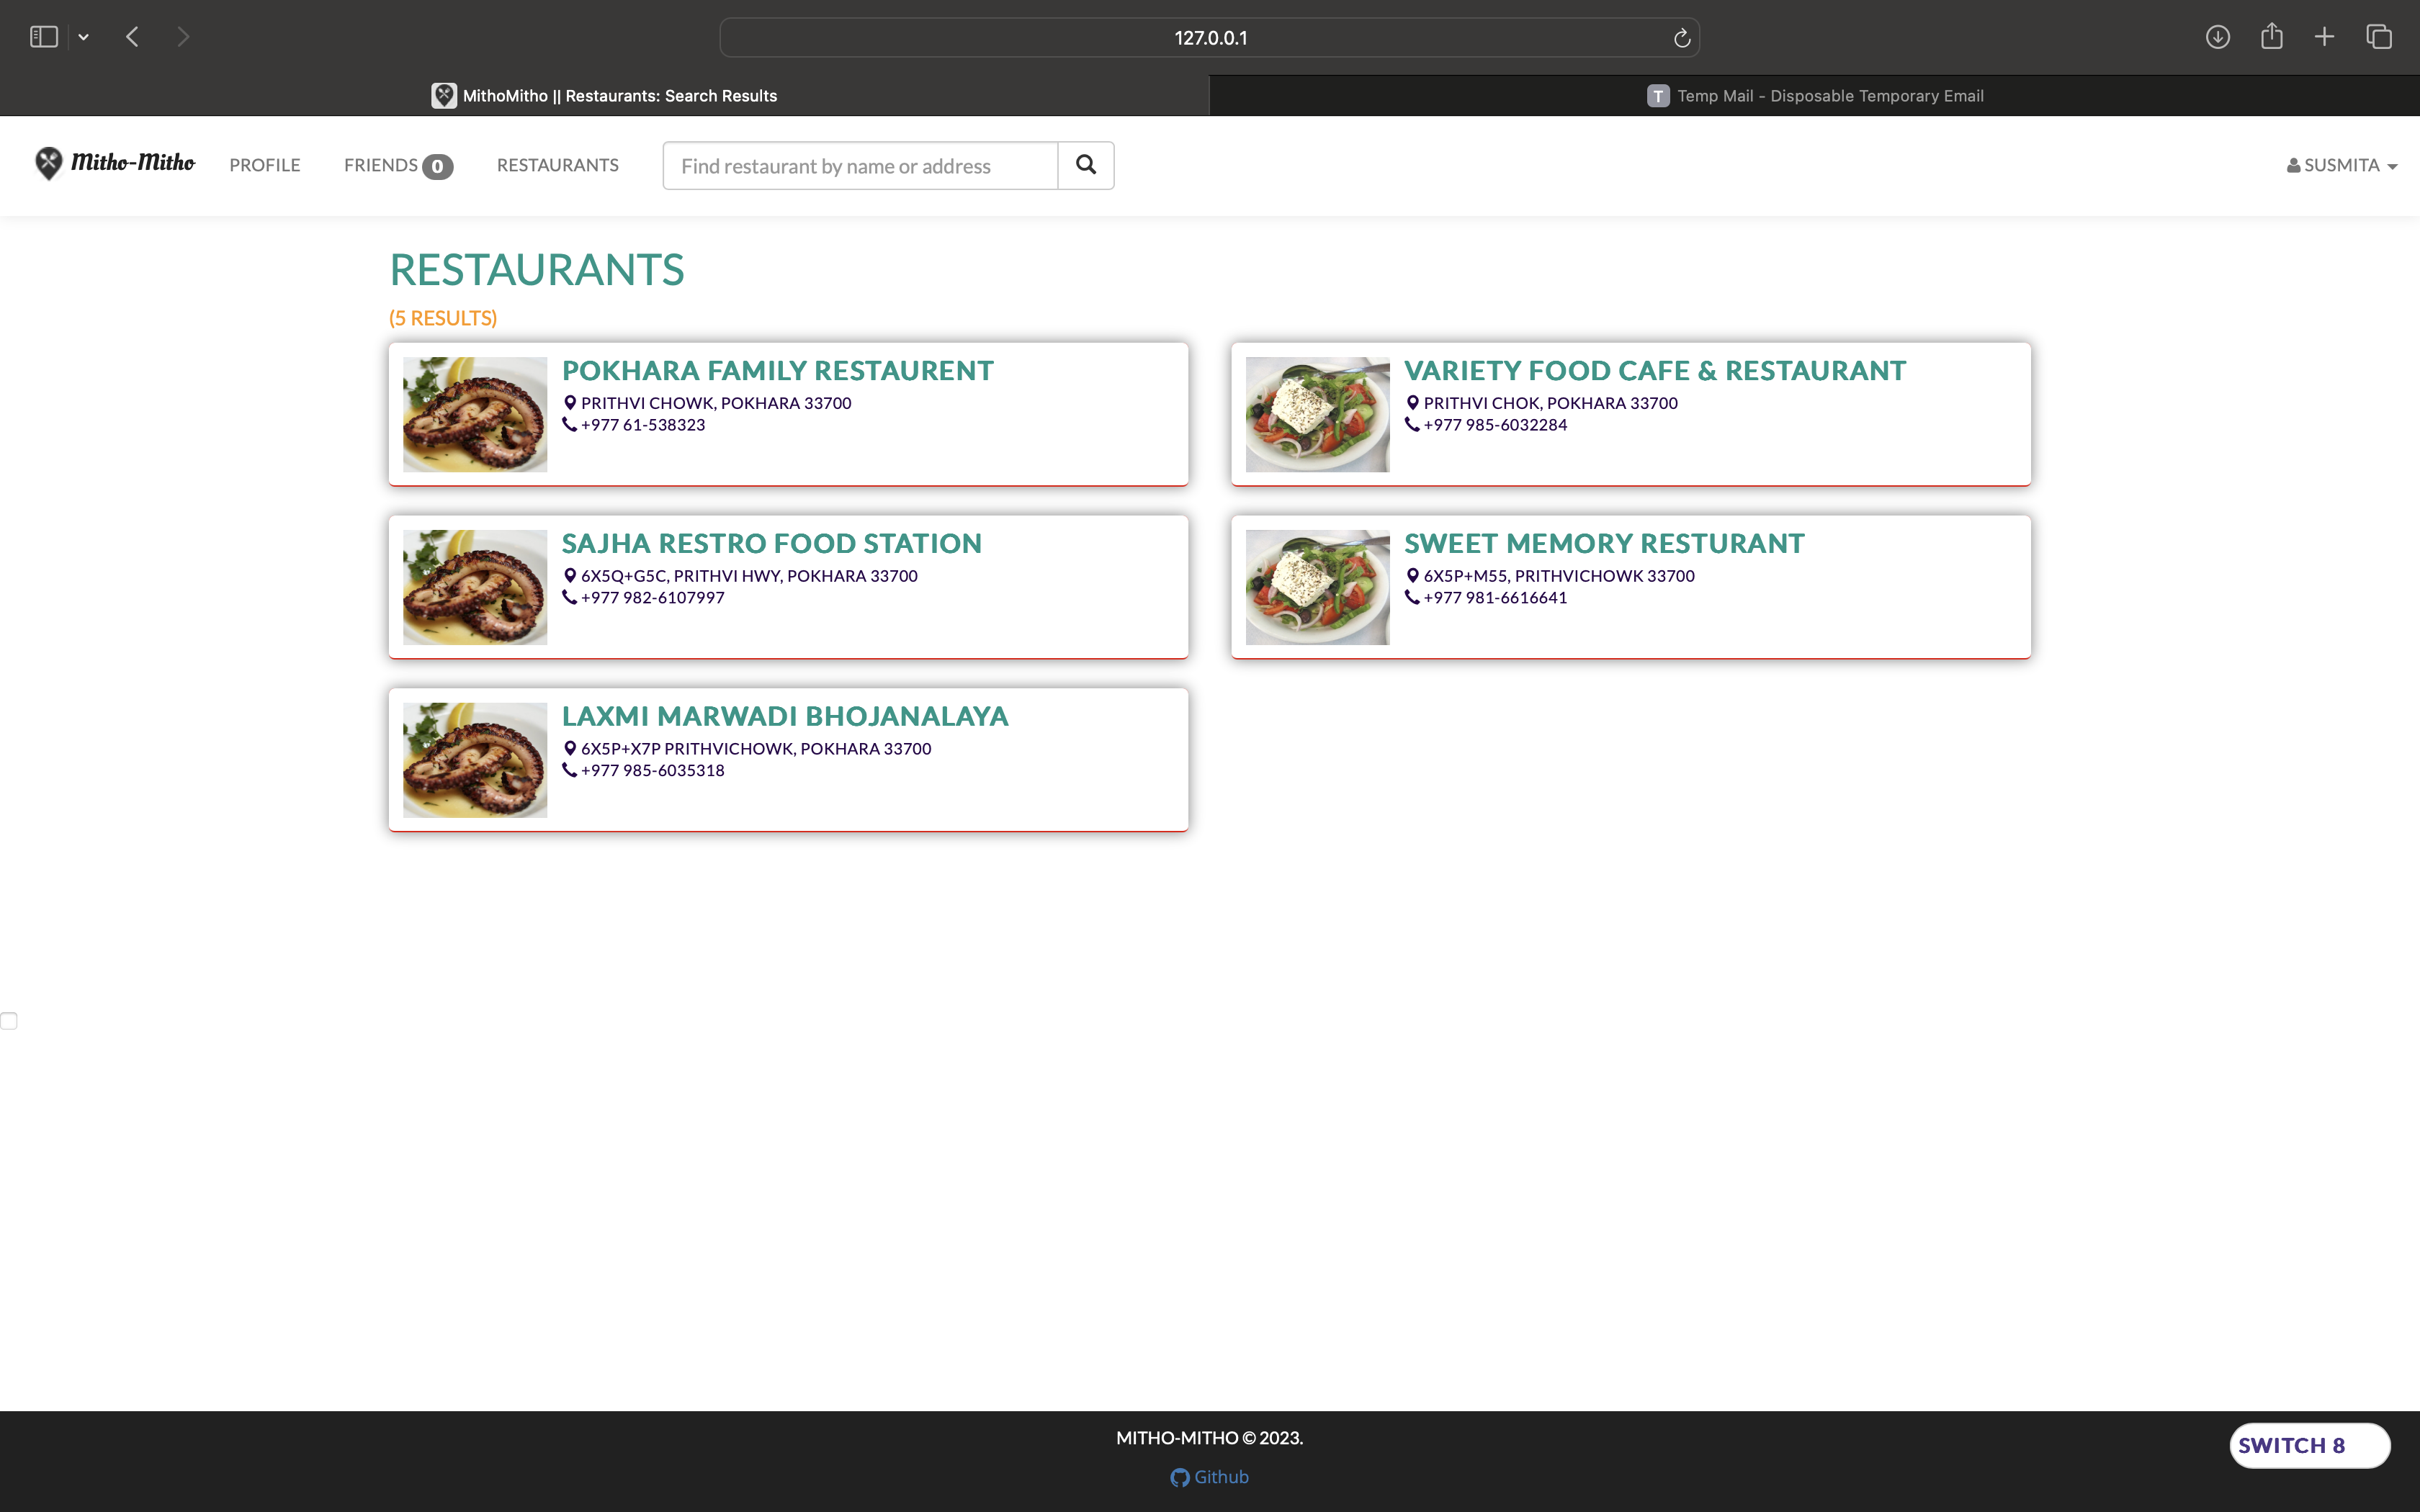 127.0.0.1
MithoMitho || Restaurants: Search Results
T Temp Mail - Disposable Temporary Email
Mitho-Mitho PROFILE FRIENDS 0 RESTAURANTS Find restaurant by name or address SUSMITA
RESTAURANTS
(5 RESULTS)
POKHARA FAMILY RESTAURENT
PRITHVI CHOWK, POKHARA 33700
+977 61-538323
VARIETY FOOD CAFE & RESTAURANT
PRITHVI CHOK, POKHARA 33700
+977 985-6032284
SAJHA RESTRO FOOD STATION
6X5Q+G5C, PRITHVI HWY, POKHARA 33700
+977 982-6107997
SWEET MEMORY RESTURANT
6X5P+M55, PRITHVICHOWK 33700
+977 981-6616641
LAXMI MARWADI BHOJANALAYA
6X5P+X7P PRITHVICHOWK, POKHARA 33700
+977 985-6035318
MITHO-MITHO © 2023.
Github
SWITCH 8